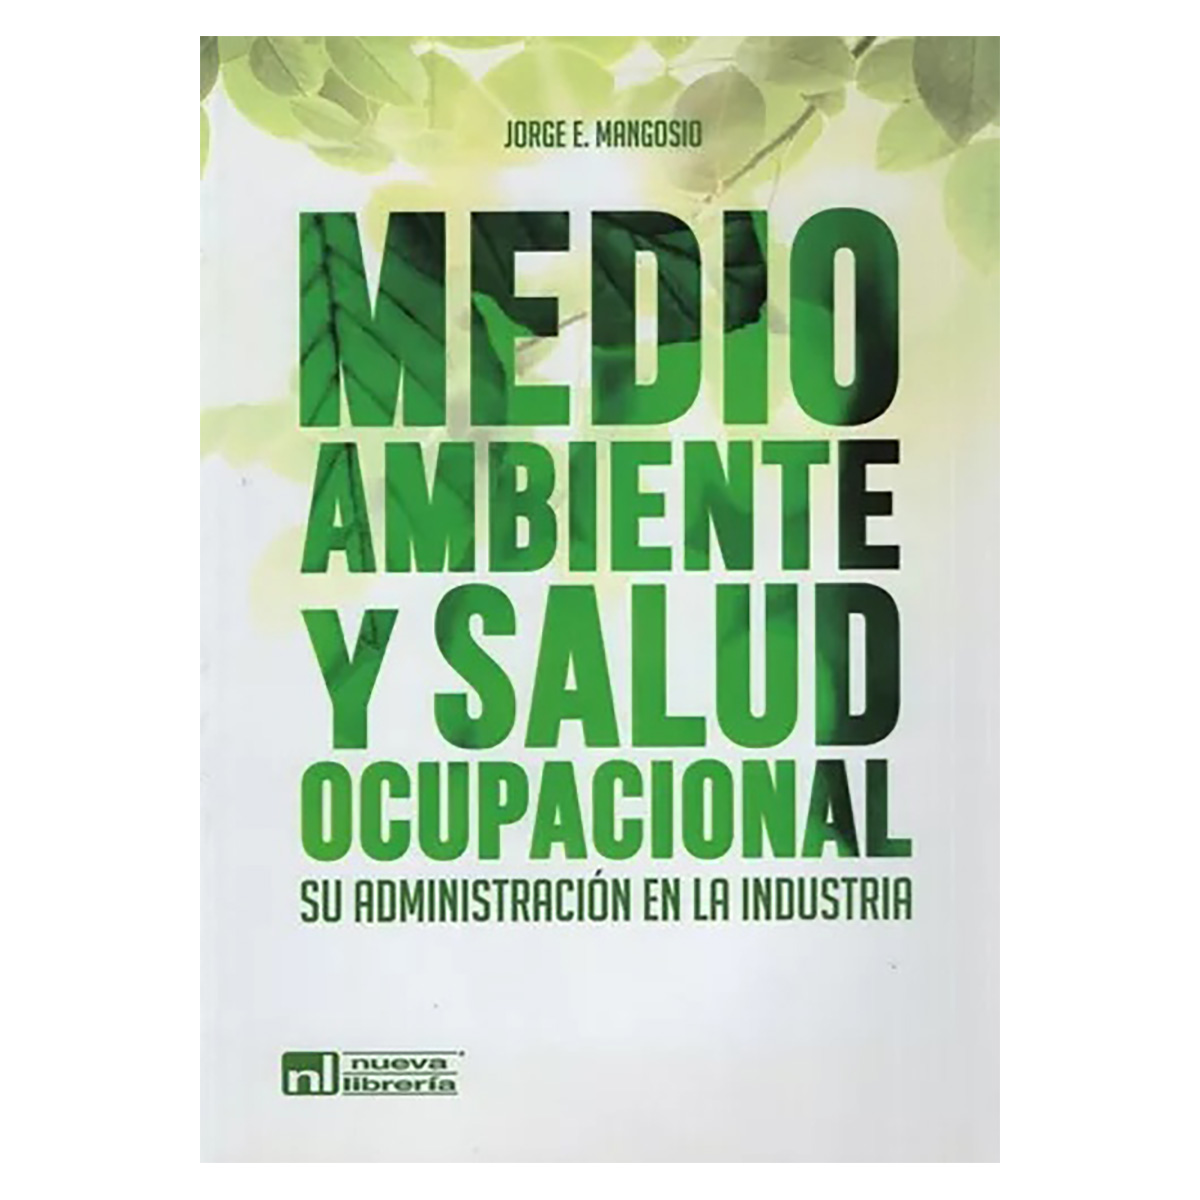 JORGE E. MANGOSIO
MEDIO
AMBIENTE
Y SALUD
OCUPACIONAL
SU ADMINISTRACIÓN EN LA INDUSTRIA
nl nueva
librería